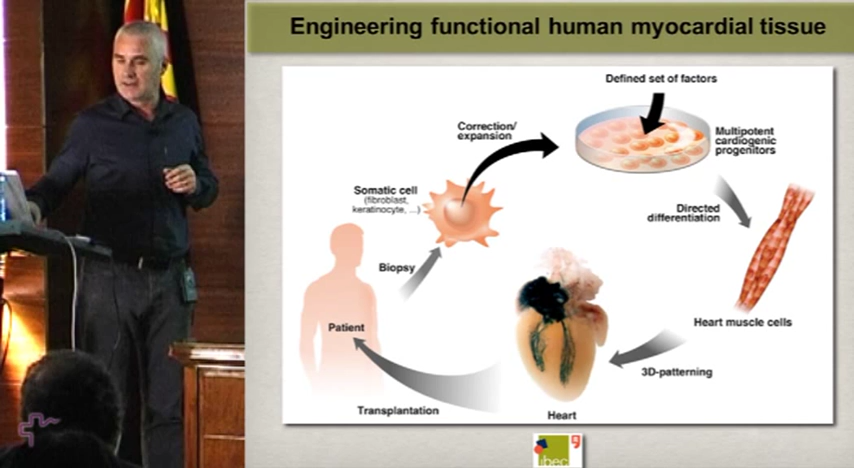 Engineering functional human myocardial tissue
Defined set of factors
Correction/
expansion
Multipotent
cardiogenic
progenitors
Somatic cell
(fibroblast,
keratinocyte, ...)
Directed
differentiation
Biopsy
Heart muscle cells
Patient
3D-patterning
Transplantation
Heart
ibec